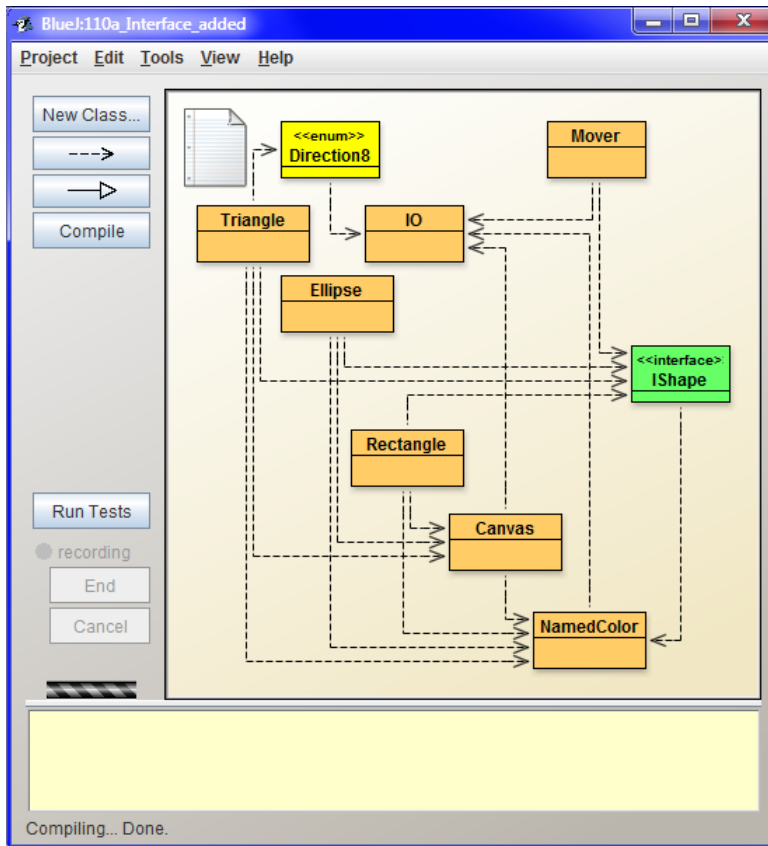 BlueJ:110a_Interface_added
Project Edit Tools View Help
New Class...
Compile
<<enum>>
Direction8
Mover
Triangle
IO
Ellipse
<<interface>:
IShape
Rectangle
Run Tests
Canvas
recording
End
Cancel
NamedColor
Compiling... Done.